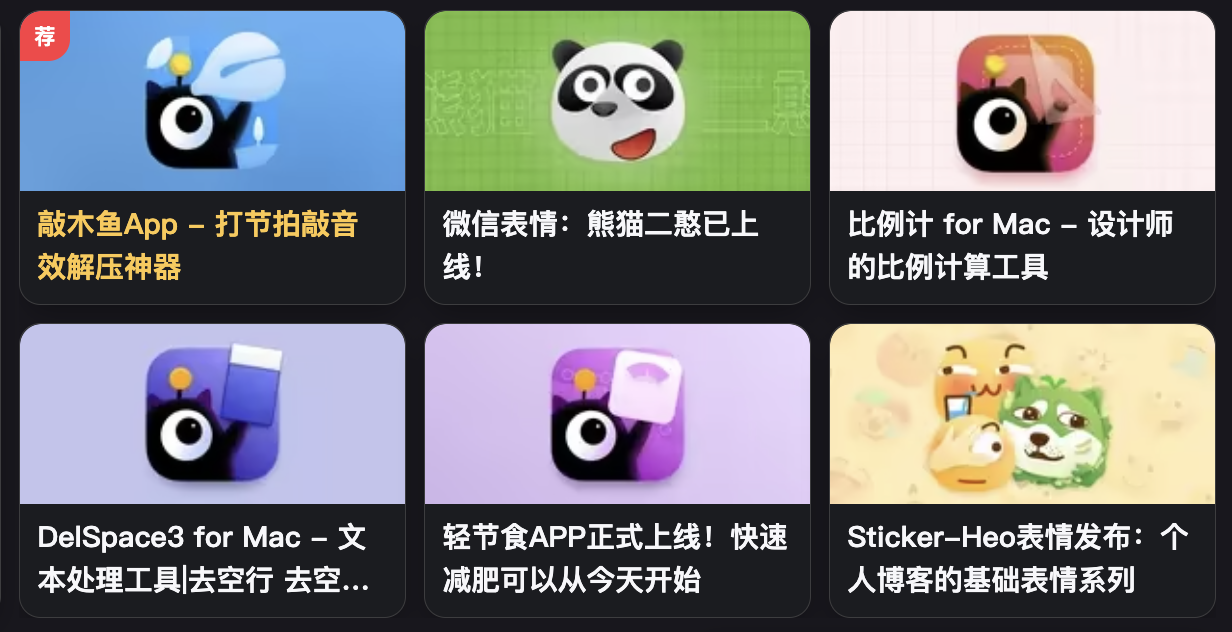 荐
敲木鱼App – 打节拍敲音
效解压神器
熊猫二憨
微信表情：熊猫二憨已上
线！
比例计 for Mac – 设计师
的比例计算工具
DelSpace3 for Mac – 文
本处理工具|去空行 去空...
轻节食APP正式上线！快速
减肥可以从今天开始
Sticker-Heo表情发布：个
人博客的基础表情系列